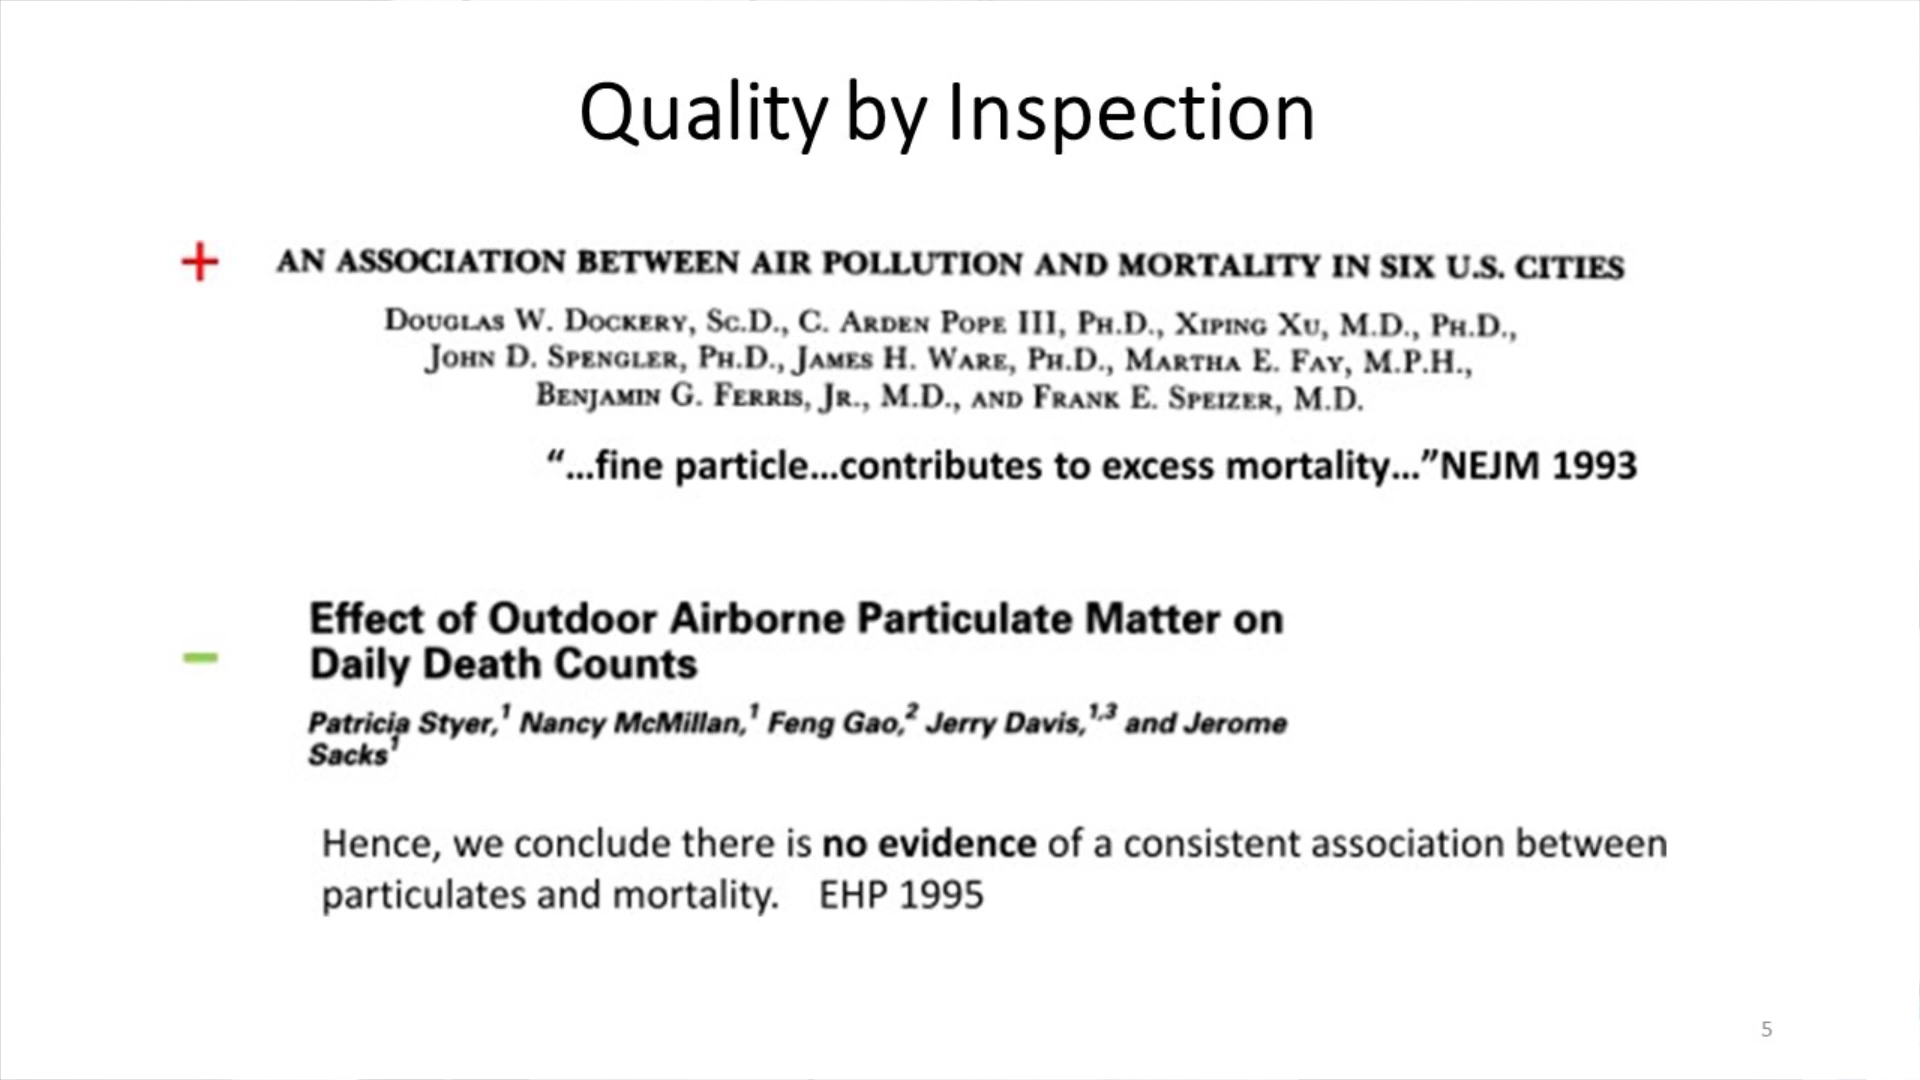 Quality by Inspection
+ AN ASSOCIATION BETWEEN AIR POLLUTION AND MORTALITY IN SIX U.S. CITIES
DOUGLAS W. DOCKERY, SC.D., C. ARDEN POPE III, PH.D., XIPING XU, M.D., PH.D.,
JOHN D. SPENGLER, PH.D., JAMES H. WARE, PH.D., MARTHA E. FAY, M.P.H.,
BENJAMIN G. FERRIS, JR., M.D., AND FRANK E. SPEIZER, M.D.
“...fine particle...contributes to excess mortality...”NEJM 1993
Effect of Outdoor Airborne Particulate Matter on
– Daily Death Counts
Patricia Styer,¹ Nancy McMillan,¹ Feng Gao,² Jerry Davis,¹,³ and Jerome
Sacks¹
Hence, we conclude there is no evidence of a consistent association between
particulates and mortality. EHP 1995
5